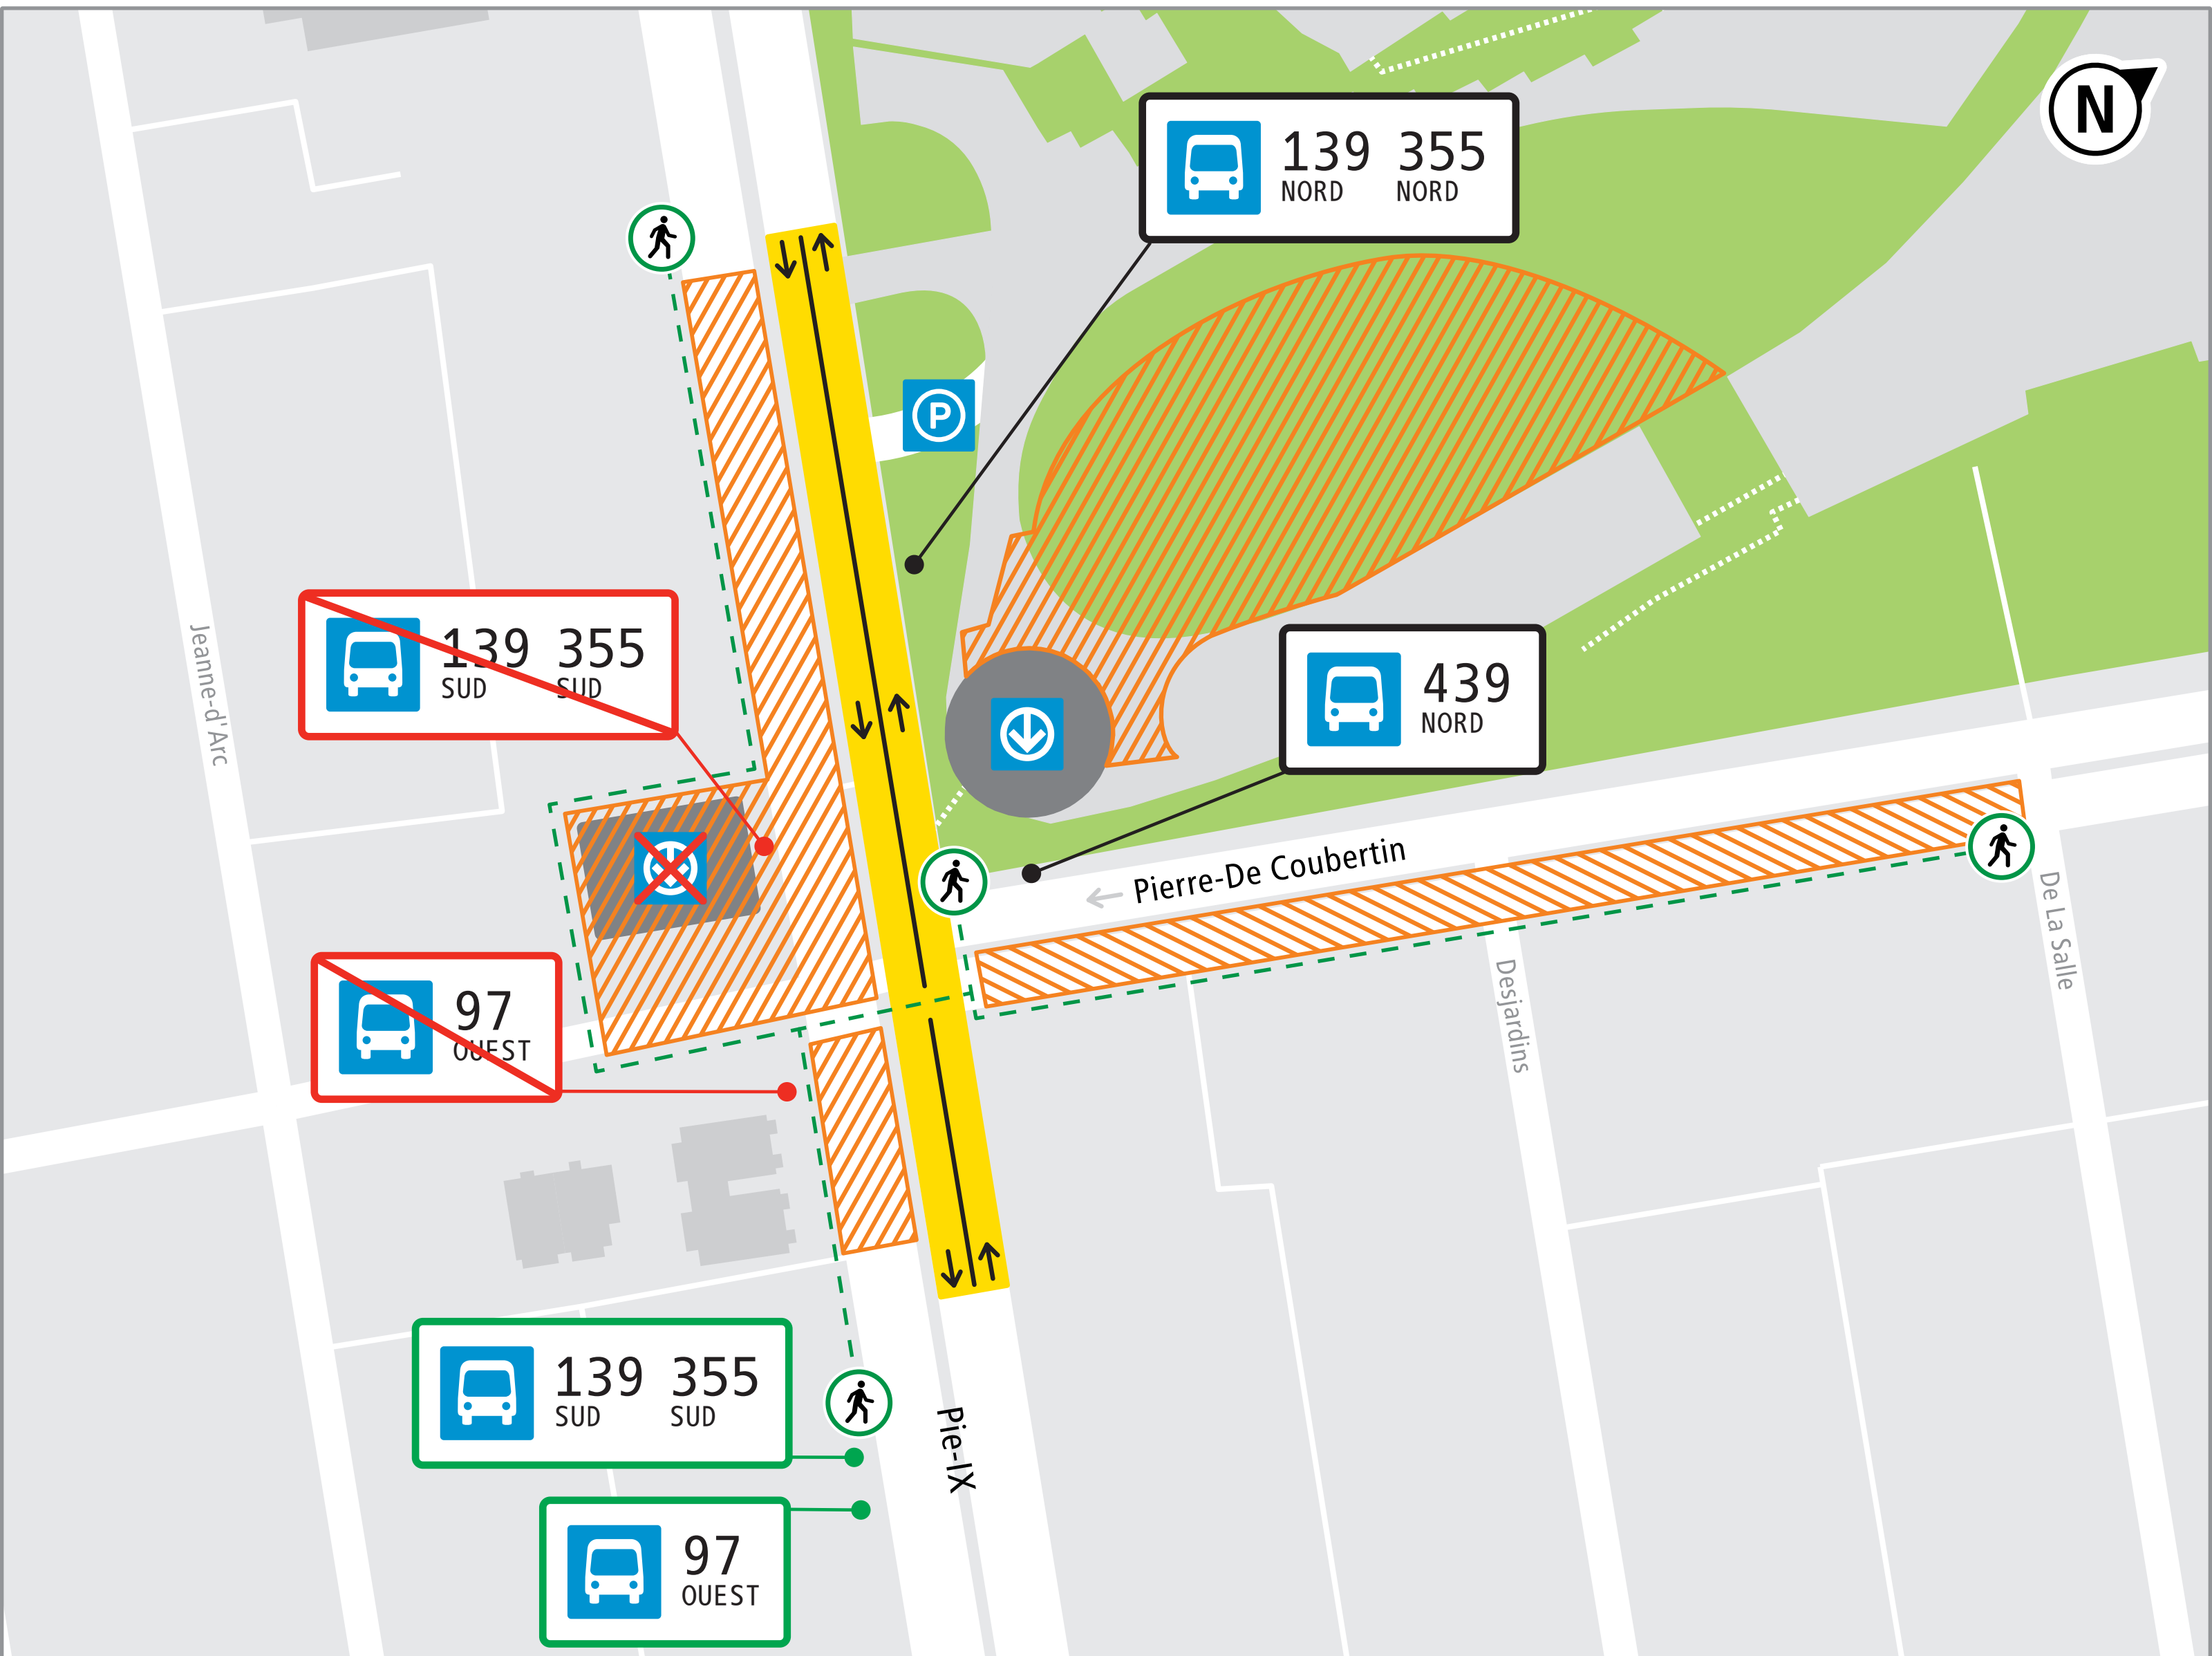 N
139 355
NORD NORD
P
Jeanne-d'Arc
139 355
SUD SUD
439
NORD
Pierre-De Coubertin
De La Salle
Desjardins
97
OUEST
139 355
SUD SUD
Pie-IX
97
OUEST